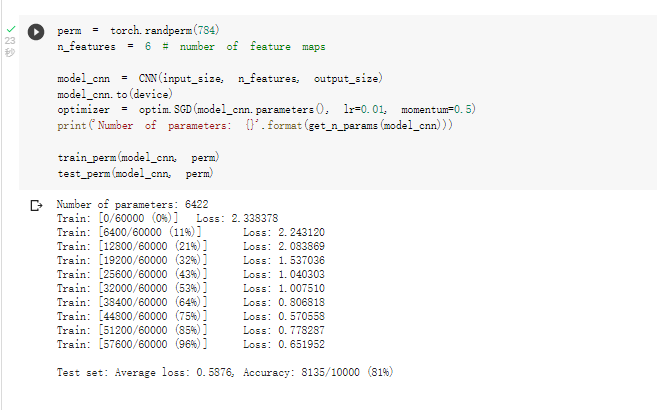 perm = torch.randperm(784)
n_features = 6 # number of feature maps
model_cnn = CNN(input_size, n_features, output_size)
model_cnn.to(device)
optimizer = optim.SGD(model_cnn.parameters(), lr=0.01, momentum=0.5)
print('Number of parameters: {}'.format(get_n_params(model_cnn)))
train_perm(model_cnn, perm)
test_perm(model_cnn, perm)
23
秒
Number of parameters: 6422
Train: [0/60000 (0%)] Loss: 2.338378
Train: [6400/60000 (11%)] Loss: 2.243120
Train: [12800/60000 (21%)] Loss: 2.083869
Train: [19200/60000 (32%)] Loss: 1.537036
Train: [25600/60000 (43%)] Loss: 1.040303
Train: [32000/60000 (53%)] Loss: 1.007510
Train: [38400/60000 (64%)] Loss: 0.806818
Train: [44800/60000 (75%)] Loss: 0.570558
Train: [51200/60000 (85%)] Loss: 0.778287
Train: [57600/60000 (96%)] Loss: 0.651952
Test set: Average loss: 0.5876, Accuracy: 8135/10000 (81%)